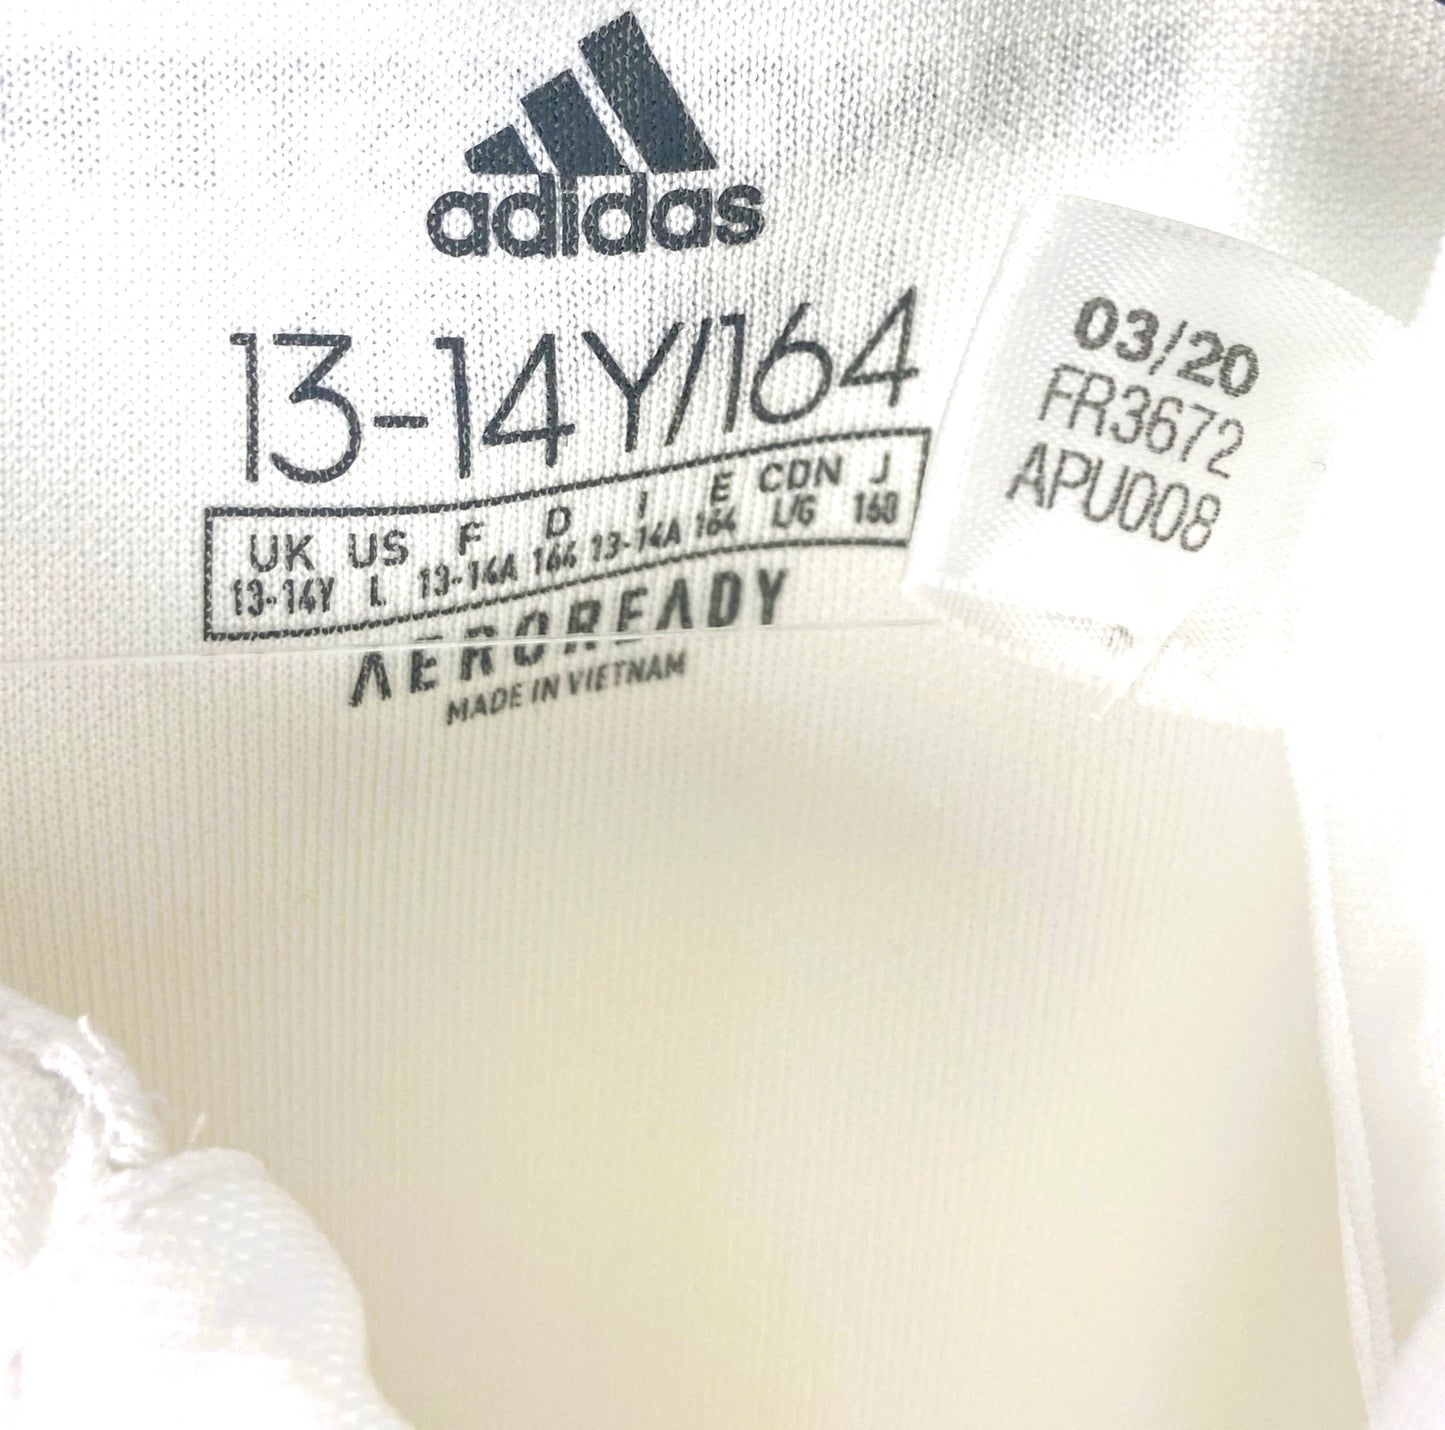 adidas
13-14Y/164
UK US F D I E CDN J
13-14Y L 13-14A 164 13-14A 164 L/G 160
AEROREADY
MADE IN VIETNAM
03/20
FR3672
APU008